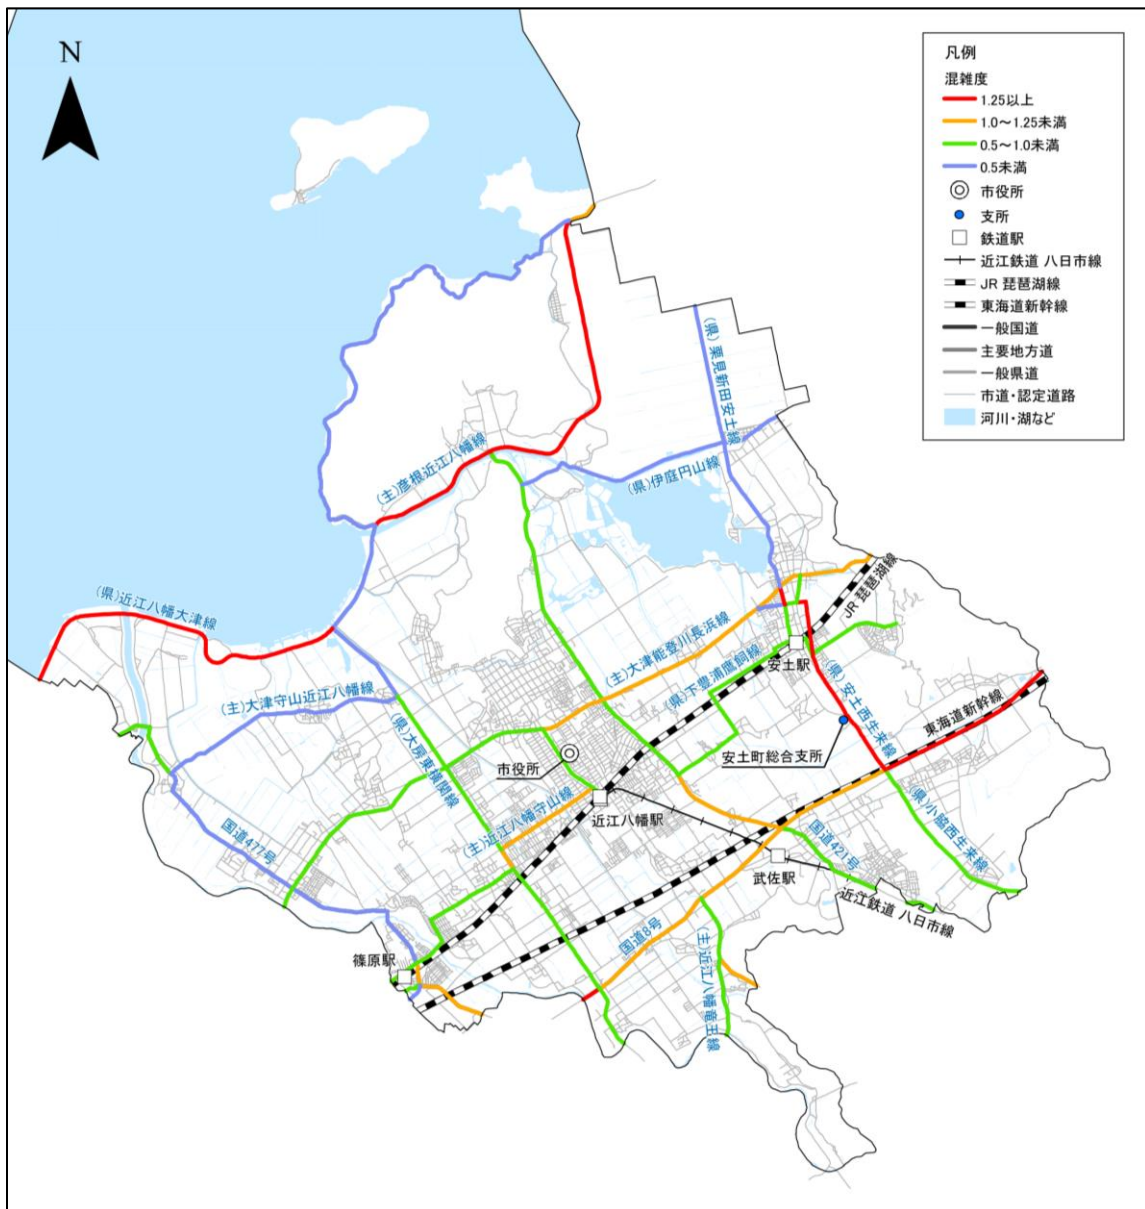 N
凡例
混雑度
1.25以上
1.0～1.25未満
0.5～1.0未満
0.5未満
市役所
支所
鉄道駅
近江鉄道 八日市線
JR 琵琶湖線
東海道新幹線
一般国道
主要地方道
一般県道
市道・認定道路
河川・湖など
(県)栗見新田安土線
(主)彦根近江八幡線
(県)伊庭円山線
(県)近江八幡大津線
JR 琵琶湖線
(主)大津能登川長浜線
(県)下豊浦鷹飼線
安土駅
(主)大津守山近江八幡線
(県)安土西生来線
東海道新幹線
(県)大房東横関線
市役所
安土町総合支所
近江八幡駅
(主)近江八幡守山線
(県)小脇西生来線
国道477号
国道421号
武佐駅
近江鉄道 八日市線
国道8号
(主)近江八幡竜王線
篠原駅